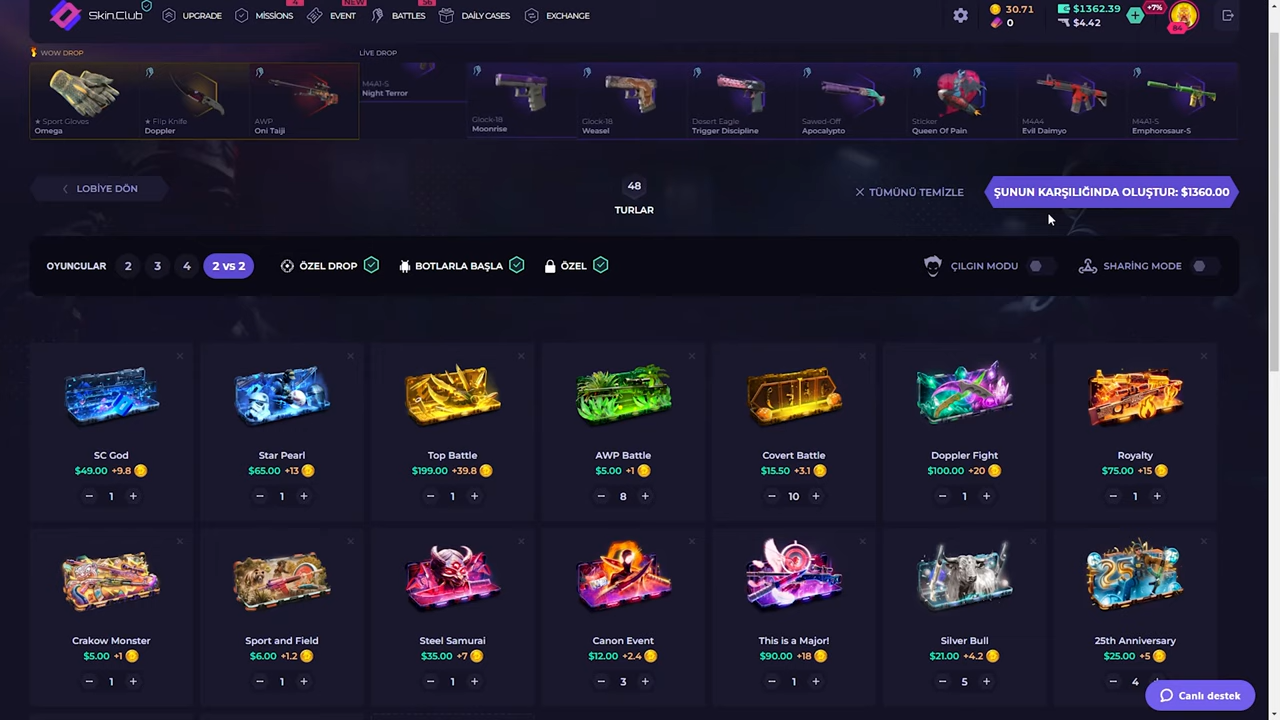 Skin.Club
UPGRADE
4
MISSIONS
NEW
EVENT
56
BATTLES
DAILY CASES
EXCHANGE
30.71
0
$1362.39
$4.42
+7%
84
WOW DROP
LİVE DROP
★ Sport Gloves
Omega
★ Flip Knife
Doppler
AWP
Oni Taiji
M4A1-S
Night Terror
Glock-18
Moonrise
Glock-18
Weasel
Desert Eagle
Trigger Discipline
Sawed-Off
Apocalypto
Sticker
Queen Of Pain
M4A4
Evil Daimyo
M4A1-S
Emphorosaur-S
LOBİYE DÖN
48
TURLAR
TÜMÜNÜ TEMİZLE
ŞUNUN KARŞILIĞINDA OLUŞTUR: $1360.00
OYUNCULAR
2
3
4
2 vs 2
ÖZEL DROP
BOTLARLA BAŞLA
ÖZEL
ÇILGIN MODU
SHARİNG MODE
SC God
$49.00 +9.8
− 1 +
Star Pearl
$65.00 +13
− 1 +
Top Battle
$199.00 +39.8
− 1 +
AWP Battle
$5.00 +1
− 8 +
Covert Battle
$15.50 +3.1
− 10 +
Doppler Fight
$100.00 +20
− 1 +
Royalty
$75.00 +15
− 1 +
Crakow Monster
$5.00 +1
− 1 +
Sport and Field
$6.00 +1.2
− 1 +
Steel Samurai
$35.00 +7
− 1 +
Canon Event
$12.00 +2.4
− 3 +
This is a Major!
$90.00 +18
− 1 +
Silver Bull
$21.00 +4.2
− 5 +
25th Anniversary
$25.00 +5
− 4 +
Canlı destek